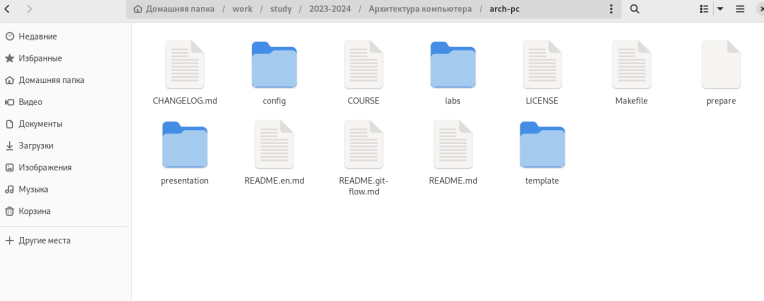 Домашняя папка / work / study / 2023-2024 / Архитектура компьютера / arch-pc
Недавние
Избранные
Домашняя папка
Видео
Документы
Загрузки
Изображения
Музыка
Корзина
Другие места
CHANGELOG.md config COURSE labs LICENSE Makefile prepare
presentation README.en.md README.git-
flow.md README.md template